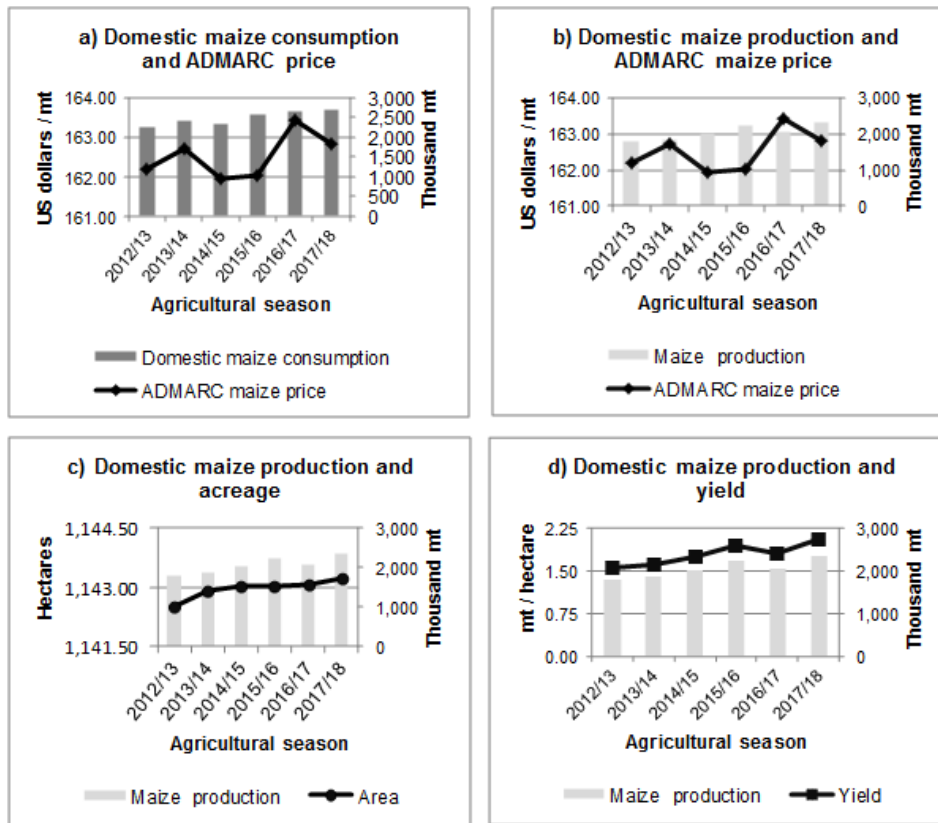 a) Domestic maize consumption
and ADMARC price
US dollars / mt
164.00
163.00
162.00
161.00
3,000
2,500
2,000
1,500
1,000
500
0
Thousand mt
2012/13
2013/14
2014/15
2015/16
2016/17
2017/18
Agricultural season
Domestic maize consumption
ADMARC maize price
b) Domestic maize production and
ADMARC maize price
US dollars / mt
164.00
163.00
162.00
161.00
3,000
2,000
1,000
0
Thousand mt
2012/13
2013/14
2014/15
2015/16
2016/17
2017/18
Agricultural season
Maize production
ADMARC maize price
c) Domestic maize production and
acreage
Hectares
1,144.50
1,143.00
1,141.50
3,000
2,000
1,000
0
Thousand mt
2012/13
2013/14
2014/15
2015/16
2016/17
2017/18
Agricultural season
Maize production
Area
d) Domestic maize production and
yield
mt / hectare
2.25
1.50
0.75
0.00
3,000
2,000
1,000
0
Thousand mt
2012/13
2013/14
2014/15
2015/16
2016/17
2017/18
Agricultural season
Maize production
Yield